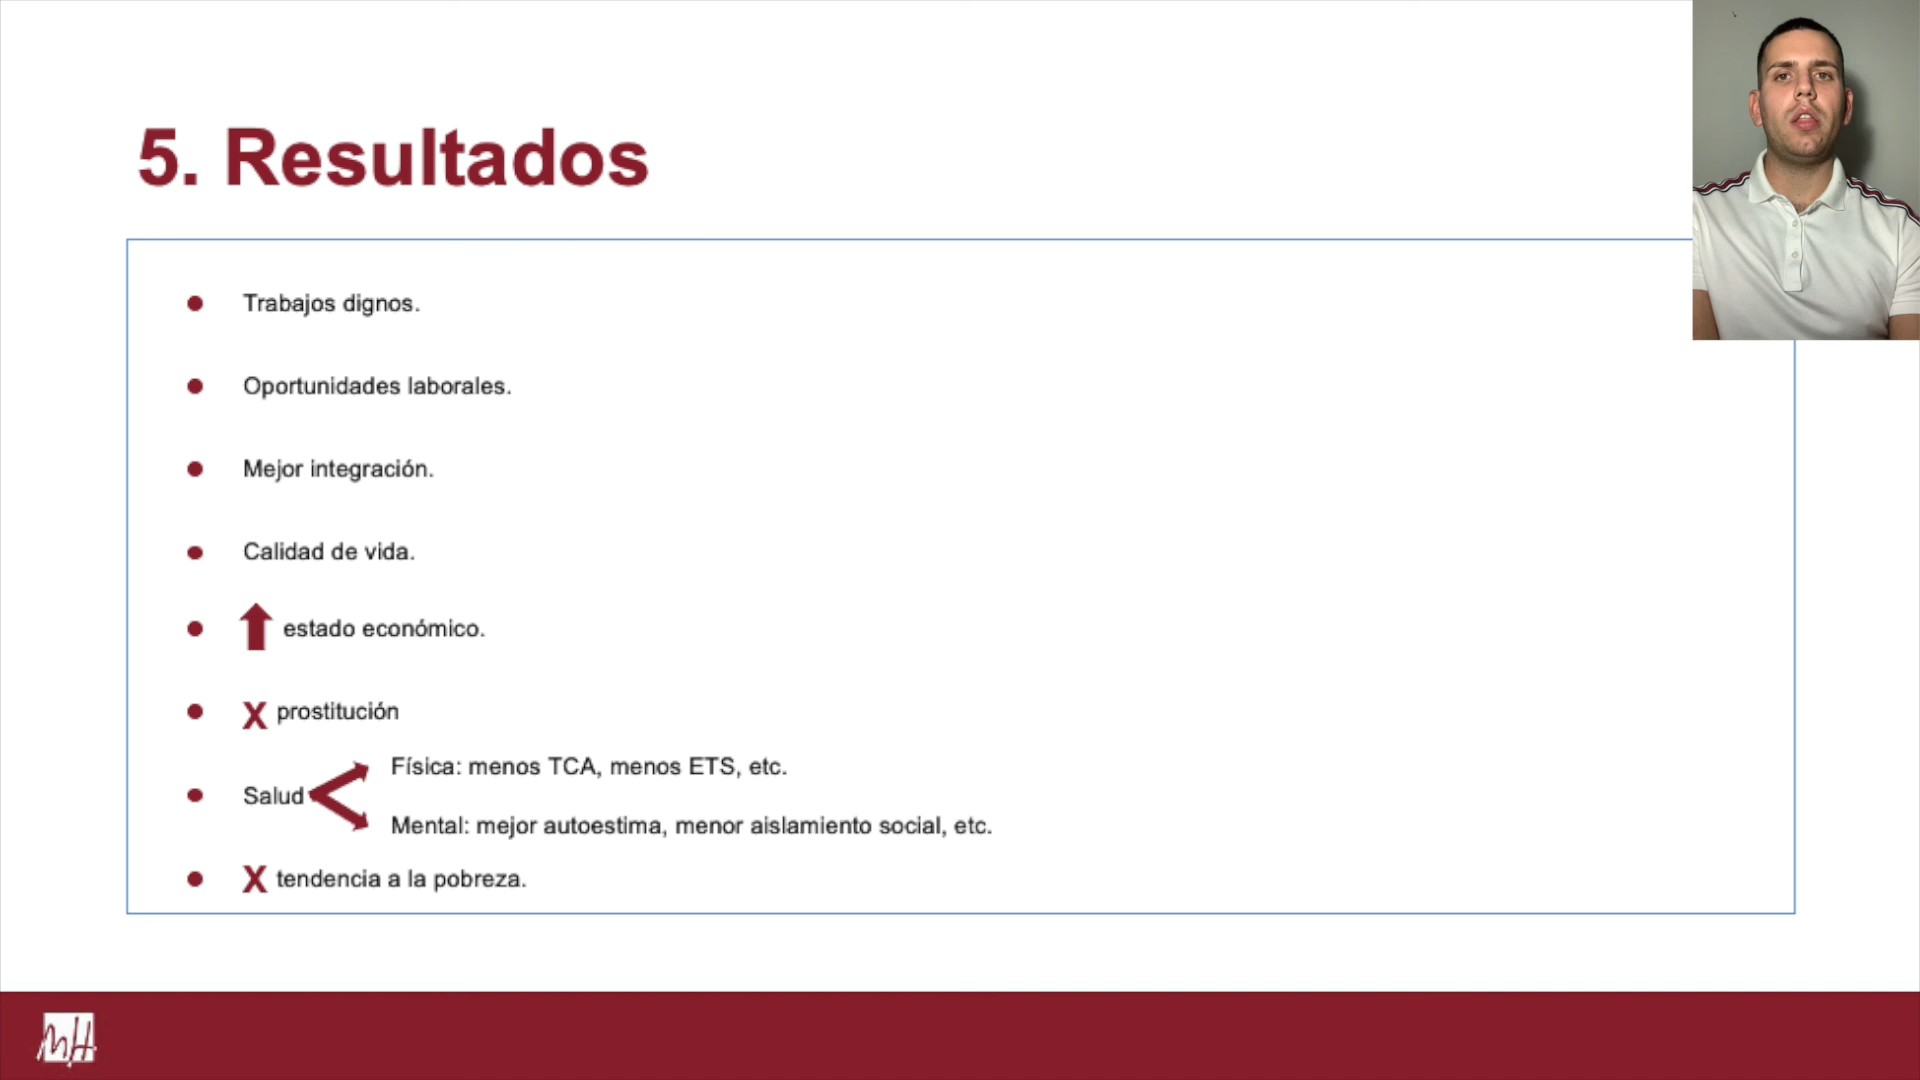 5. Resultados
Trabajos dignos.
Oportunidades laborales.
Mejor integración.
Calidad de vida.
estado económico.
X prostitución
Física: menos TCA, menos ETS, etc.
Salud
Mental: mejor autoestima, menor aislamiento social, etc.
X tendencia a la pobreza.
MH